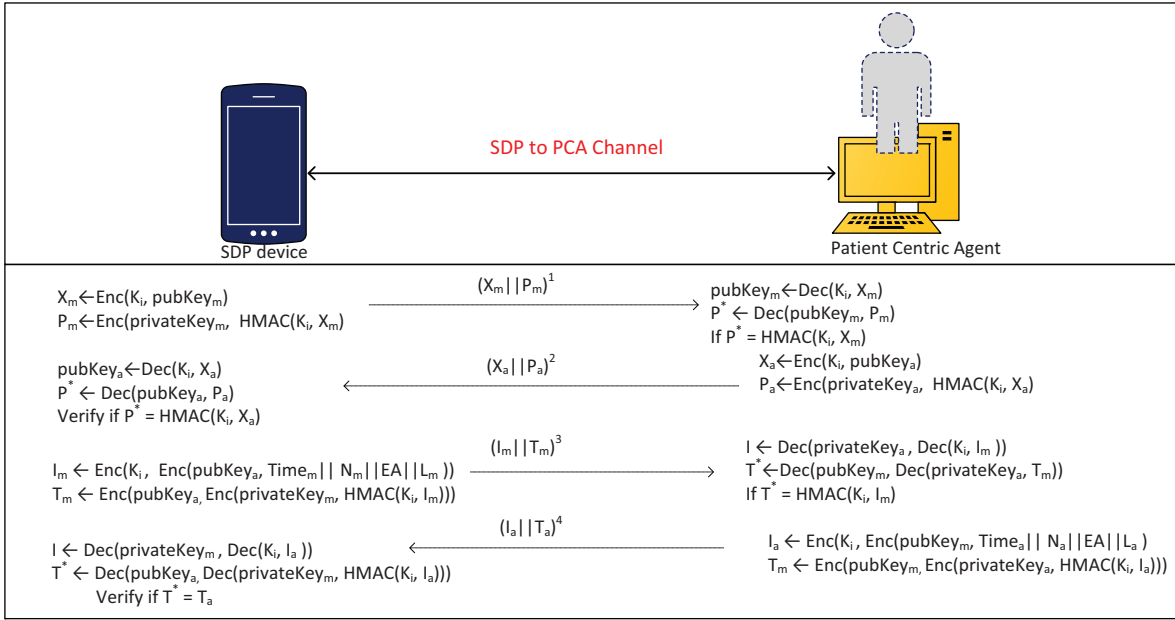 SDP to PCA Channel
SDP device
Patient Centric Agent
Xₘ←Enc(Kᵢ, pubKeyₘ)
Pₘ←Enc(privateKeyₘ, HMAC(Kᵢ, Xₘ)
(Xₘ||Pₘ)¹
pubKeyₘ←Dec(Kᵢ, Xₘ)
P* ← Dec(pubKeyₘ, Pₘ)
If P* = HMAC(Kᵢ, Xₘ)
Xₐ←Enc(Kᵢ, pubKeyₐ)
Pₐ←Enc(privateKeyₐ, HMAC(Kᵢ, Xₐ)
(Xₐ||Pₐ)²
pubKeyₐ←Dec(Kᵢ, Xₐ)
P* ← Dec(pubKeyₐ, Pₐ)
Verify if P* = HMAC(Kᵢ, Xₐ)
Iₘ ← Enc(Kᵢ , Enc(pubKeyₐ, Timeₘ|| Nₘ||EA||Lₘ ))
Tₘ ← Enc(pubKeyₐ, Enc(privateKeyₘ, HMAC(Kᵢ, Iₘ)))
(Iₘ||Tₘ)³
I ← Dec(privateKeyₐ , Dec(Kᵢ, Iₘ ))
T*←Dec(pubKeyₘ, Dec(privateKeyₐ, Tₘ))
If T* = HMAC(Kᵢ, Iₘ)
Iₐ ← Enc(Kᵢ , Enc(pubKeyₘ, Timeₐ|| Nₐ||EA||Lₐ )
Tₘ ← Enc(pubKeyₘ, Enc(privateKeyₐ, HMAC(Kᵢ, Iₐ)))
(Iₐ||Tₐ)⁴
I ← Dec(privateKeyₘ , Dec(Kᵢ, Iₐ ))
T* ← Dec(pubKeyₐ, Dec(privateKeyₘ, HMAC(Kᵢ, Iₐ)))
Verify if T* = Tₐ